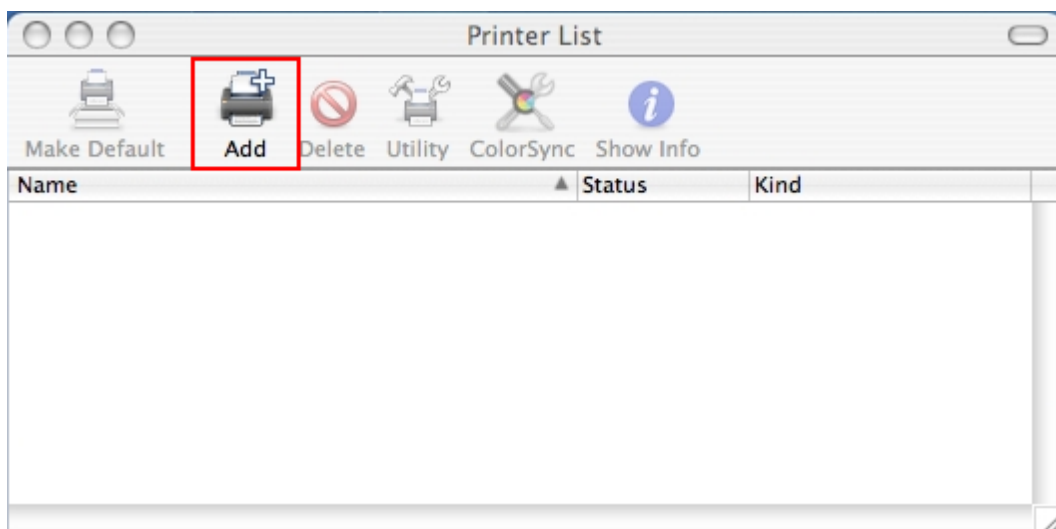 Printer List
Make Default Add Delete Utility ColorSync Show Info
Name Status Kind